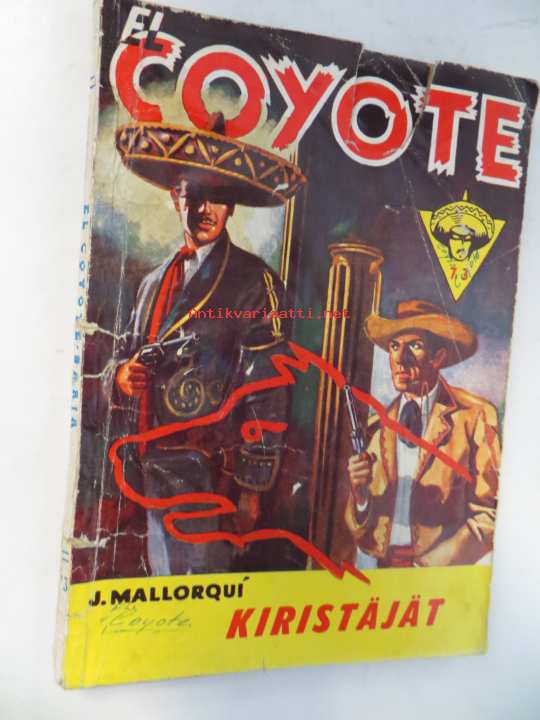 EL
COYOTE
73
Antikvariaatti.net
J. MALLORQUÍ
Coyote.
KIRISTÄJÄT
EL COYOTE-SARJA